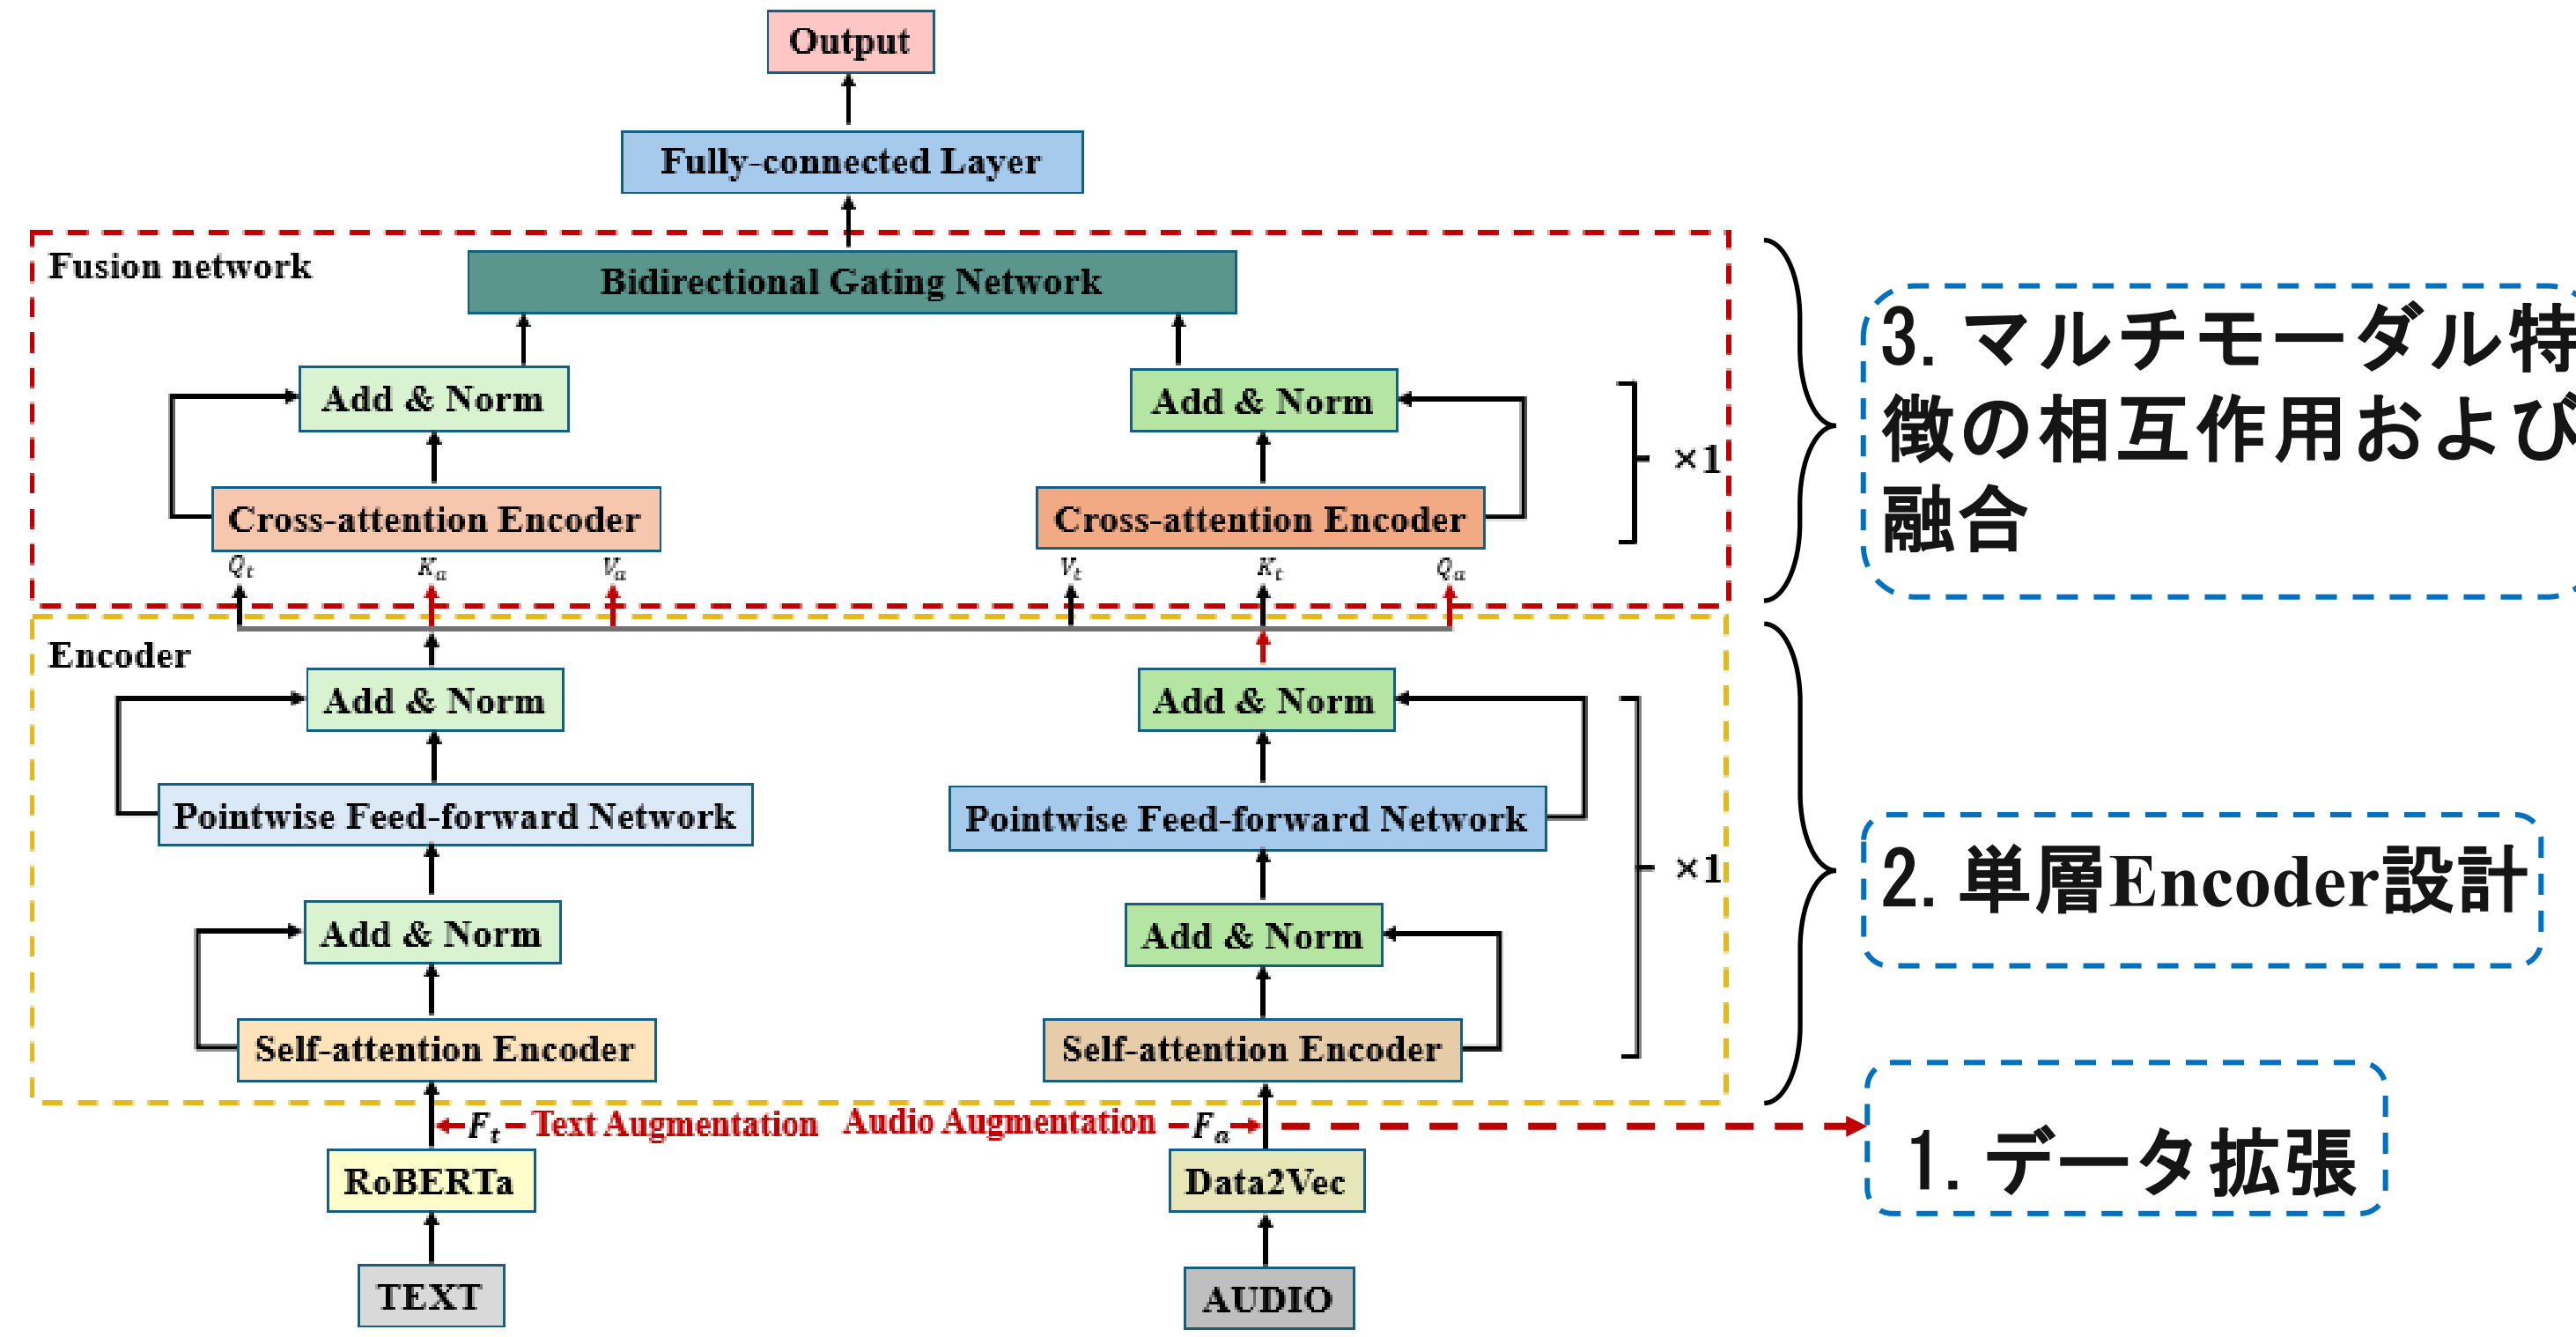 Output
Fully-connected Layer
Fusion network
Bidirectional Gating Network
Add & Norm
Add & Norm
×1
Cross-attention Encoder
Cross-attention Encoder
Qt
Ka
Va
Vt
Kt
Qa
3. マルチモーダル特
徴の相互作用および
融合
Encoder
Add & Norm
Add & Norm
Pointwise Feed-forward Network
Pointwise Feed-forward Network
×1
Add & Norm
Add & Norm
Self-attention Encoder
Self-attention Encoder
2. 単層Encoder設計
Ft
Text Augmentation
Audio Augmentation
Fa
1. データ拡張
RoBERTa
Data2Vec
TEXT
AUDIO